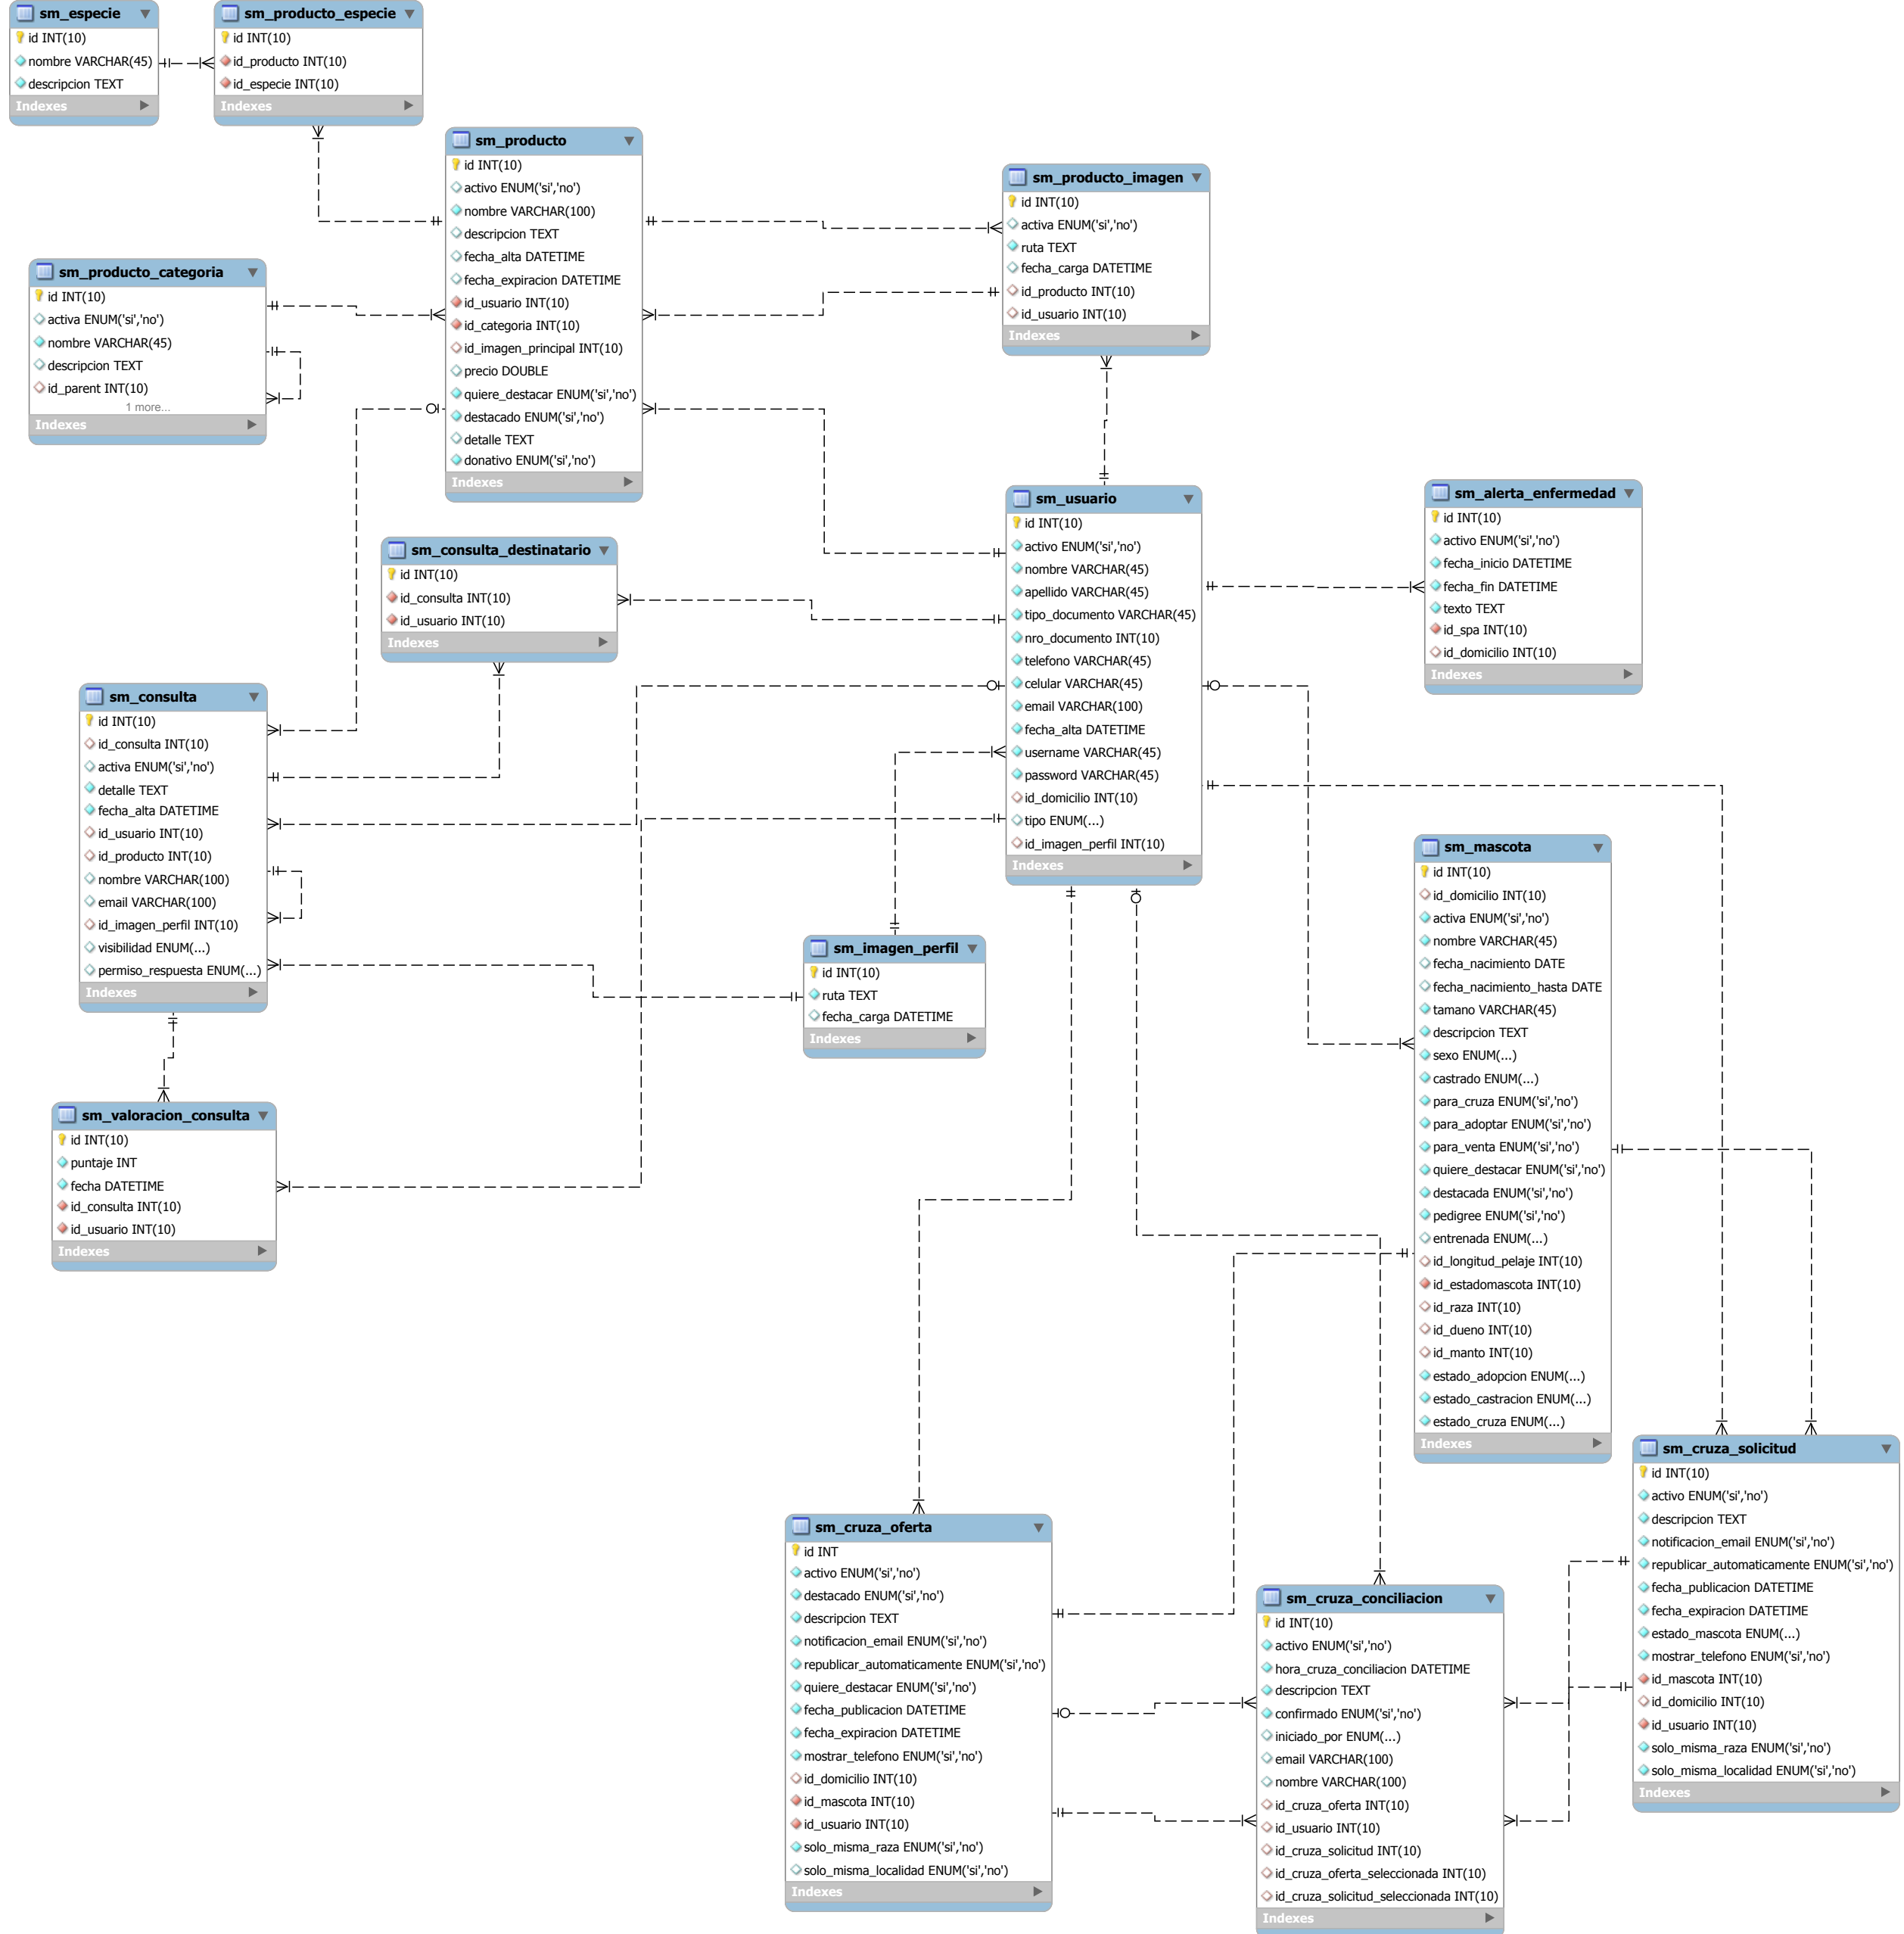 sm_especie
id INT(10)
nombre VARCHAR(45)
descripcion TEXT
Indexes
sm_producto_especie
id INT(10)
id_producto INT(10)
id_especie INT(10)
Indexes
sm_producto
id INT(10)
activo ENUM('si','no')
nombre VARCHAR(100)
descripcion TEXT
fecha_alta DATETIME
fecha_expiracion DATETIME
id_usuario INT(10)
id_categoria INT(10)
id_imagen_principal INT(10)
precio DOUBLE
quiere_destacar ENUM('si','no')
destacado ENUM('si','no')
detalle TEXT
donativo ENUM('si','no')
Indexes
sm_producto_imagen
id INT(10)
activa ENUM('si','no')
ruta TEXT
fecha_carga DATETIME
id_producto INT(10)
id_usuario INT(10)
Indexes
sm_producto_categoria
id INT(10)
activa ENUM('si','no')
nombre VARCHAR(45)
descripcion TEXT
id_parent INT(10)
1 more...
Indexes
sm_usuario
id INT(10)
activo ENUM('si','no')
nombre VARCHAR(45)
apellido VARCHAR(45)
tipo_documento VARCHAR(45)
nro_documento INT(10)
telefono VARCHAR(45)
celular VARCHAR(45)
email VARCHAR(100)
fecha_alta DATETIME
username VARCHAR(45)
password VARCHAR(45)
id_domicilio INT(10)
tipo ENUM(...)
id_imagen_perfil INT(10)
Indexes
sm_alerta_enfermedad
id INT(10)
activo ENUM('si','no')
fecha_inicio DATETIME
fecha_fin DATETIME
texto TEXT
id_spa INT(10)
id_domicilio INT(10)
Indexes
sm_consulta_destinatario
id INT(10)
id_consulta INT(10)
id_usuario INT(10)
Indexes
sm_consulta
id INT(10)
id_consulta INT(10)
activa ENUM('si','no')
detalle TEXT
fecha_alta DATETIME
id_usuario INT(10)
id_producto INT(10)
nombre VARCHAR(100)
email VARCHAR(100)
id_imagen_perfil INT(10)
visibilidad ENUM(...)
permiso_respuesta ENUM(...)
Indexes
sm_mascota
id INT(10)
id_domicilio INT(10)
activa ENUM('si','no')
nombre VARCHAR(45)
fecha_nacimiento DATE
fecha_nacimiento_hasta DATE
tamano VARCHAR(45)
descripcion TEXT
sexo ENUM(...)
castrado ENUM(...)
para_cruza ENUM('si','no')
para_adoptar ENUM('si','no')
para_venta ENUM('si','no')
quiere_destacar ENUM('si','no')
destacada ENUM('si','no')
pedigree ENUM('si','no')
entrenada ENUM(...)
id_longitud_pelaje INT(10)
id_estadomascota INT(10)
id_raza INT(10)
id_dueno INT(10)
id_manto INT(10)
estado_adopcion ENUM(...)
estado_castracion ENUM(...)
estado_cruza ENUM(...)
Indexes
sm_imagen_perfil
id INT(10)
ruta TEXT
fecha_carga DATETIME
Indexes
sm_valoracion_consulta
id INT(10)
puntaje INT
fecha DATETIME
id_consulta INT(10)
id_usuario INT(10)
Indexes
sm_cruza_solicitud
id INT(10)
activo ENUM('si','no')
descripcion TEXT
notificacion_email ENUM('si','no')
republicar_automaticamente ENUM('si','no')
fecha_publicacion DATETIME
fecha_expiracion DATETIME
estado_mascota ENUM(...)
mostrar_telefono ENUM('si','no')
id_mascota INT(10)
id_domicilio INT(10)
id_usuario INT(10)
solo_misma_raza ENUM('si','no')
solo_misma_localidad ENUM('si','no')
Indexes
sm_cruza_oferta
id INT
activo ENUM('si','no')
destacado ENUM('si','no')
descripcion TEXT
notificacion_email ENUM('si','no')
republicar_automaticamente ENUM('si','no')
quiere_destacar ENUM('si','no')
fecha_publicacion DATETIME
fecha_expiracion DATETIME
mostrar_telefono ENUM('si','no')
id_domicilio INT(10)
id_mascota INT(10)
id_usuario INT(10)
solo_misma_raza ENUM('si','no')
solo_misma_localidad ENUM('si','no')
Indexes
sm_cruza_conciliacion
id INT(10)
activo ENUM('si','no')
hora_cruza_conciliacion DATETIME
descripcion TEXT
confirmado ENUM('si','no')
iniciado_por ENUM(...)
email VARCHAR(100)
nombre VARCHAR(100)
id_cruza_oferta INT(10)
id_usuario INT(10)
id_cruza_solicitud INT(10)
id_cruza_oferta_seleccionada INT(10)
id_cruza_solicitud_seleccionada INT(10)
Indexes